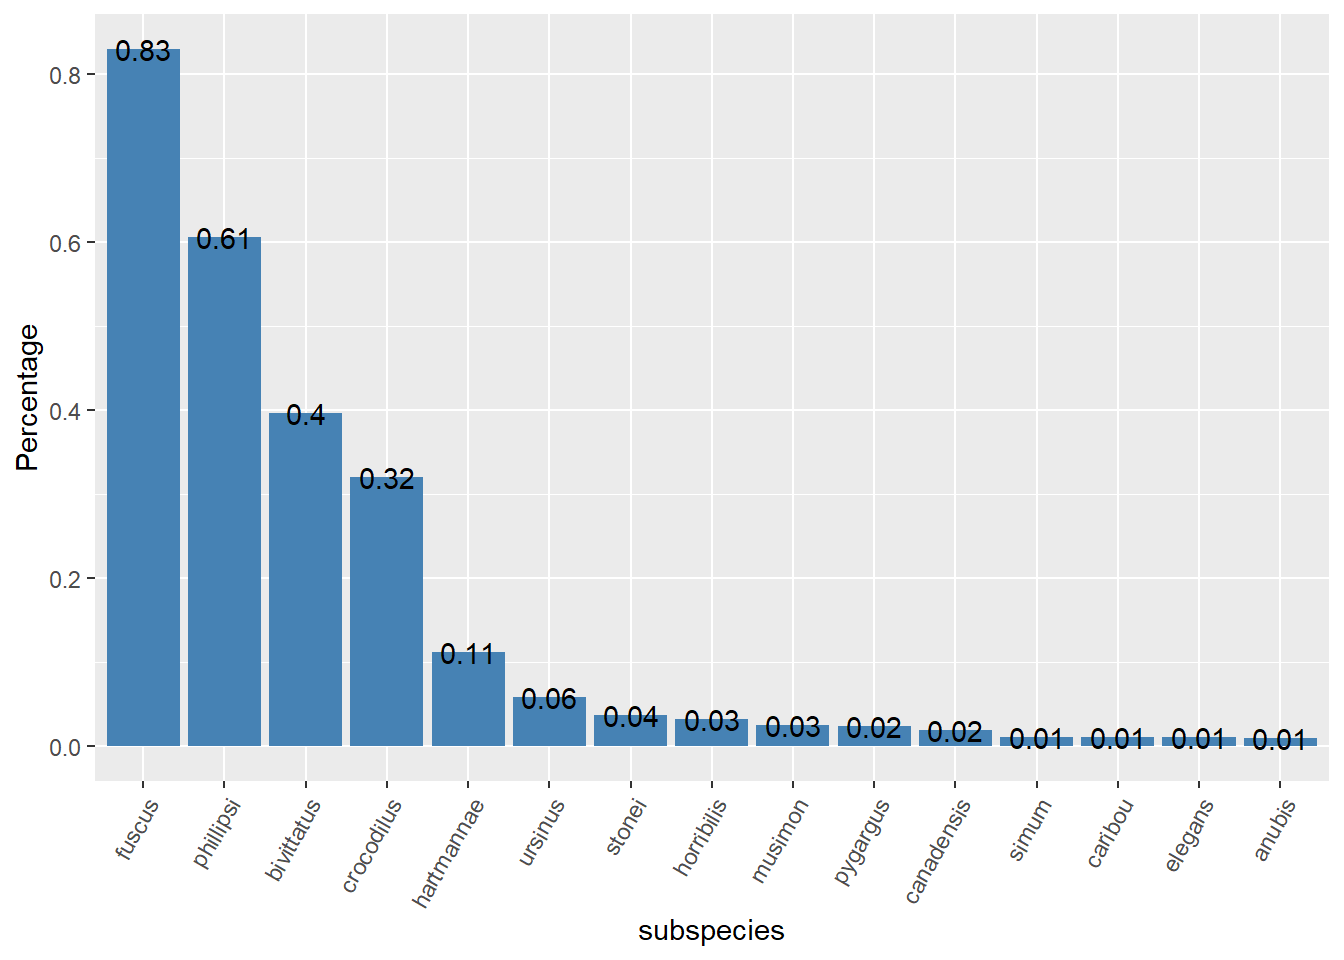 0.83
0.61
0.4
0.32
0.11
0.06
0.04
0.03
0.03
0.02
0.02
0.01
0.01
0.01
0.01
0.8
0.6
0.4
0.2
0.0
Percentage
fuscus
phillipsi
bivittatus
crocodilus
hartmannae
ursinus
stonei
horribilis
musimon
pygargus
canadensis
simum
caribou
elegans
anubis
subspecies